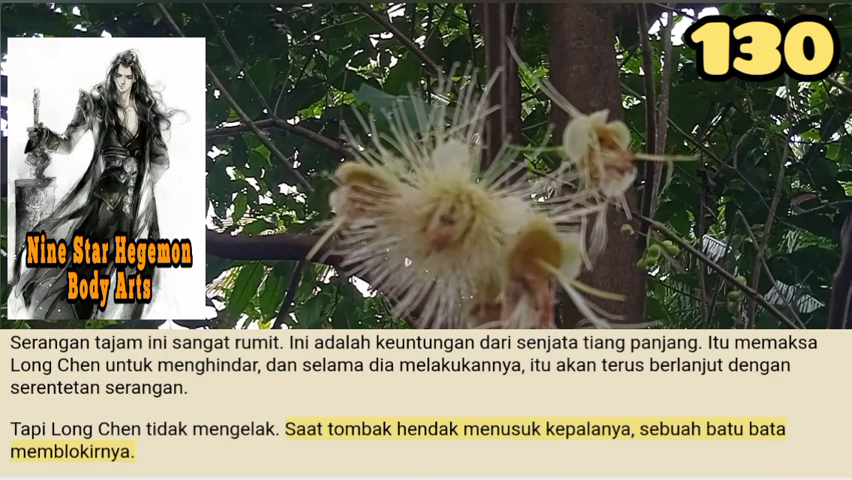 130
Nine Star Hegemon
Body Arts
Serangan tajam ini sangat rumit. Ini adalah keuntungan dari senjata tiang panjang. Itu memaksa
Long Chen untuk menghindar, dan selama dia melakukannya, itu akan terus berlanjut dengan
serentetan serangan.
Tapi Long Chen tidak mengelak. Saat tombak hendak menusuk kepalanya, sebuah batu bata
memblokirnya.